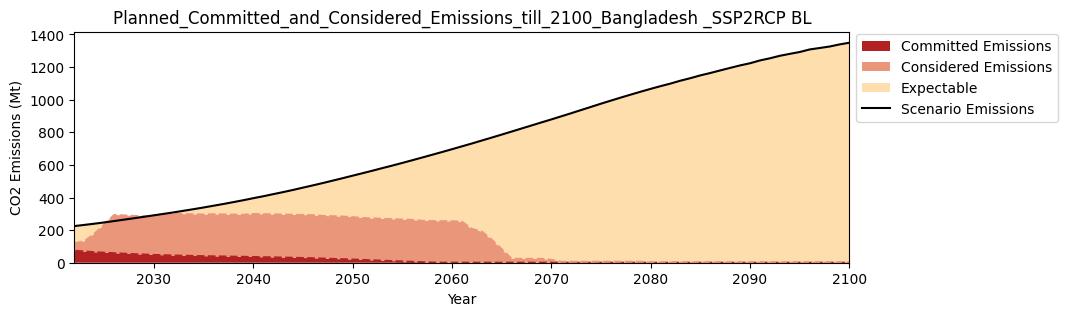 Planned_Committed_and_Considered_Emissions_till_2100_Bangladesh _SSP2RCP BL
1400
1200
1000
800
600
400
200
0
CO2 Emissions (Mt)
2030 2040 2050 2060 2070 2080 2090 2100
Year
Committed Emissions
Considered Emissions
Expectable
Scenario Emissions